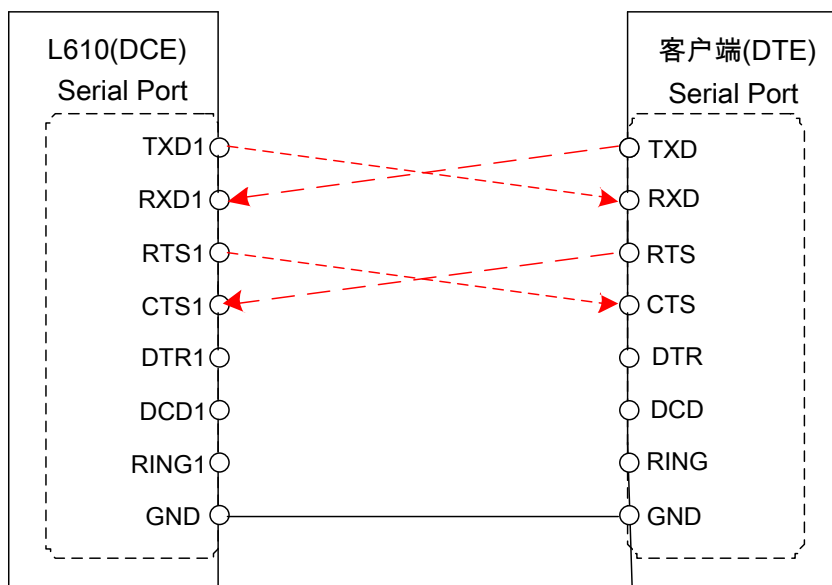 L610(DCE)
Serial Port
TXD1
RXD1
RTS1
CTS1
DTR1
DCD1
RING1
GND
客户端(DTE)
Serial Port
TXD
RXD
RTS
CTS
DTR
DCD
RING
GND